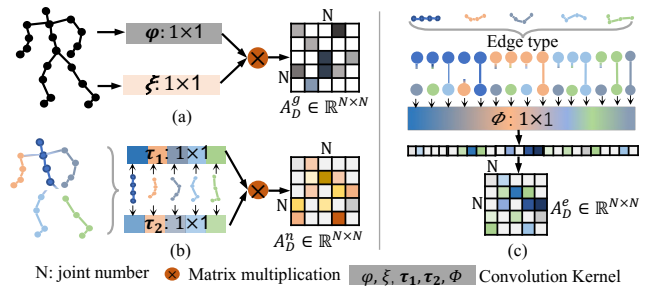 φ: 1×1
ξ: 1×1
N
N
A_D^g ∈ ℝ^{N×N}
(a)
τ₁: 1×1
τ₂: 1×1
N
N
A_D^n ∈ ℝ^{N×N}
(b)
Edge type
Φ: 1×1
N
N
A_D^e ∈ ℝ^{N×N}
(c)
N: joint number
Matrix multiplication
φ, ξ, τ₁, τ₂, Φ
Convolution Kernel